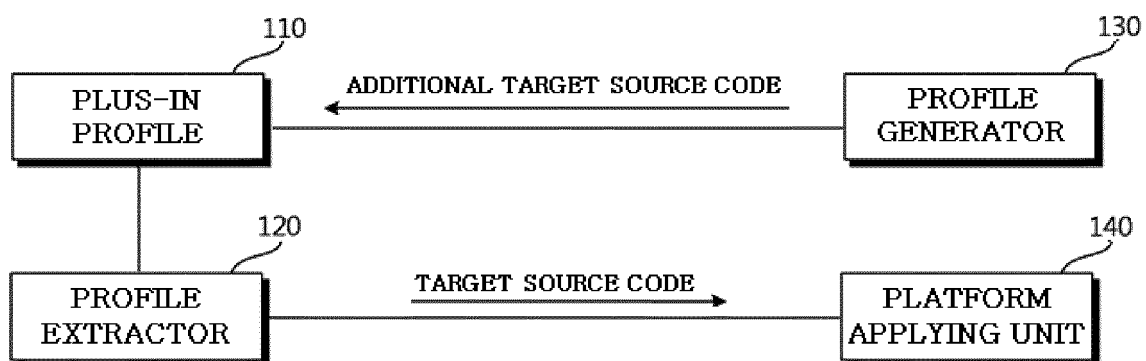 110
130
PLUS-IN
PROFILE
ADDITIONAL TARGET SOURCE CODE
PROFILE
GENERATOR
120
140
PROFILE
EXTRACTOR
TARGET SOURCE CODE
PLATFORM
APPLYING UNIT